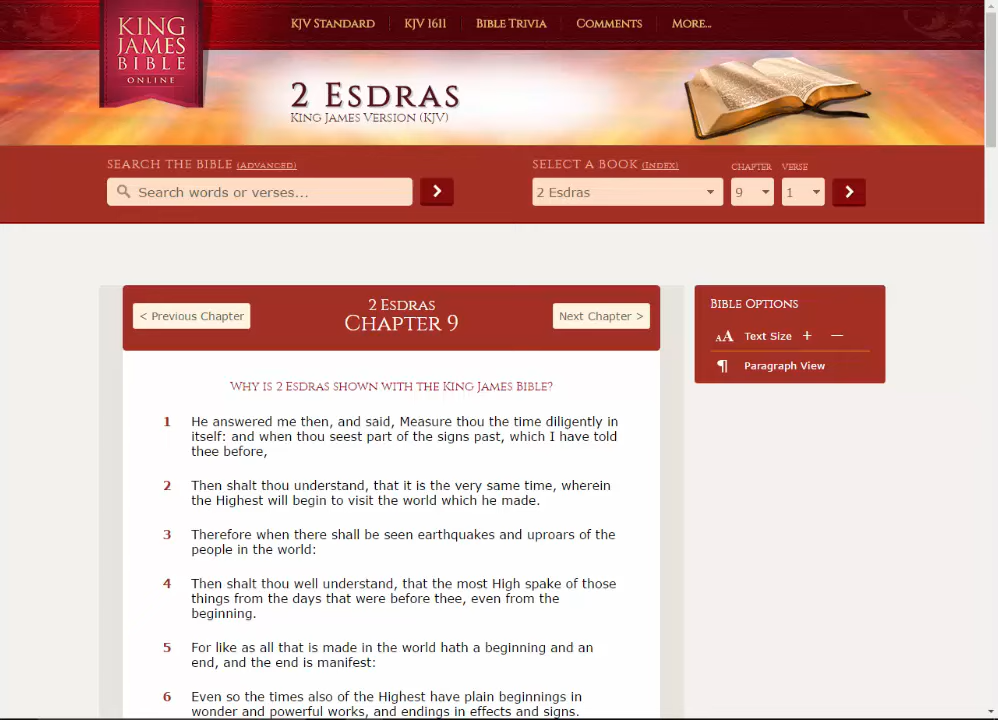 KING
JAMES
BIBLE
ONLINE
KJV STANDARD
KJV 1611
BIBLE TRIVIA
COMMENTS
MORE...
2 ESDRAS
KING JAMES VERSION (KJV)
SEARCH THE BIBLE (ADVANCED)
Search words or verses...
SELECT A BOOK (INDEX)
CHAPTER
VERSE
2 Esdras
9
1
< Previous Chapter
2 ESDRAS
CHAPTER 9
Next Chapter >
BIBLE OPTIONS
AA Text Size + —
¶ Paragraph View
WHY IS 2 ESDRAS SHOWN WITH THE KING JAMES BIBLE?
1 He answered me then, and said, Measure thou the time diligently in
itself: and when thou seest part of the signs past, which I have told
thee before,
2 Then shalt thou understand, that it is the very same time, wherein
the Highest will begin to visit the world which he made.
3 Therefore when there shall be seen earthquakes and uproars of the
people in the world:
4 Then shalt thou well understand, that the most High spake of those
things from the days that were before thee, even from the
beginning.
5 For like as all that is made in the world hath a beginning and an
end, and the end is manifest:
6 Even so the times also of the Highest have plain beginnings in
wonder and powerful works, and endings in effects and signs.